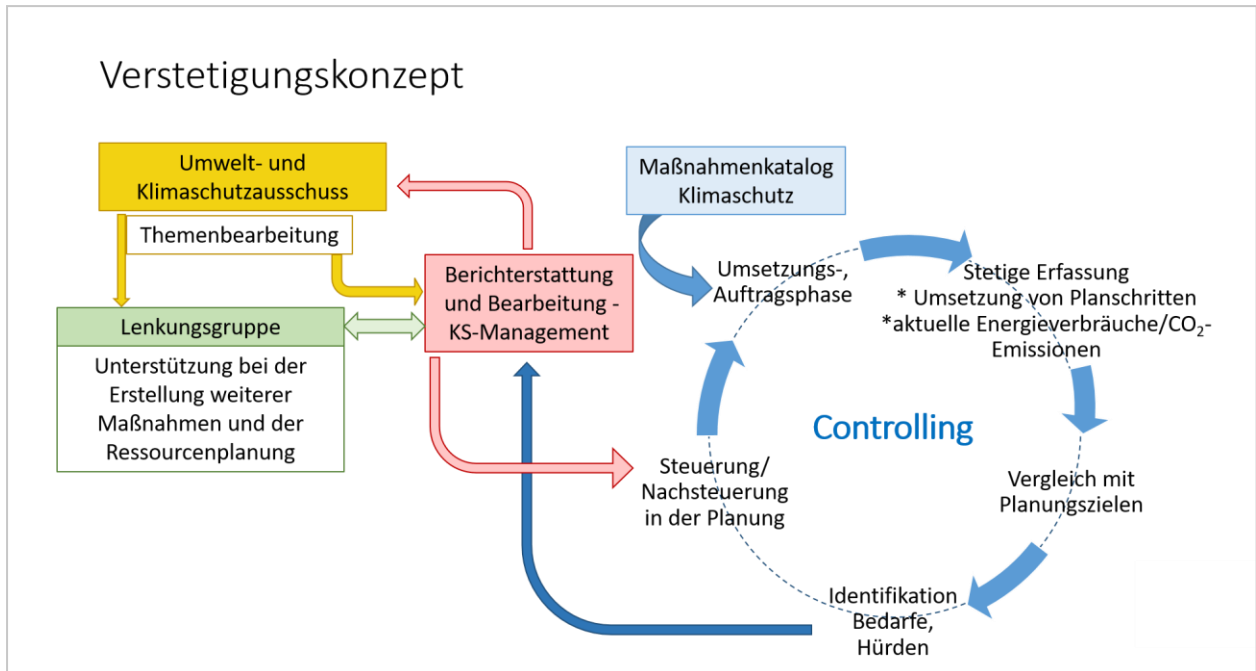 Verstetigungskonzept
Umwelt- und
Klimaschutzausschuss
Themenbearbeitung
Lenkungsgruppe
Unterstützung bei der
Erstellung weiterer
Maßnahmen und der
Ressourcenplanung
Berichterstattung
und Bearbeitung -
KS-Management
Maßnahmenkatalog
Klimaschutz
Umsetzungs-,
Auftragsphase
Stetige Erfassung
* Umsetzung von Planschritten
*aktuelle Energieverbräuche/CO₂-
Emissionen
Controlling
Vergleich mit
Planungszielen
Identifikation
Bedarfe,
Hürden
Steuerung/
Nachsteuerung
in der Planung